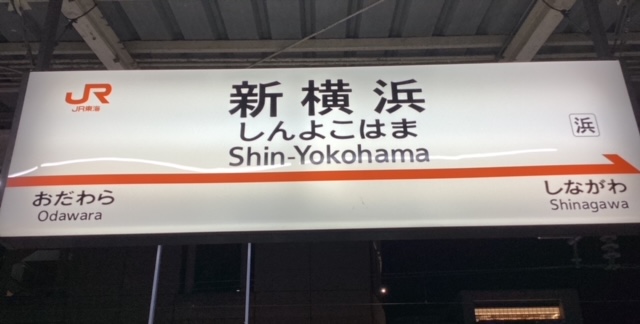 JR
JR東海
新横浜
しんよこはま
Shin-Yokohama
浜
おだわら
Odawara
しながわ
Shinagawa